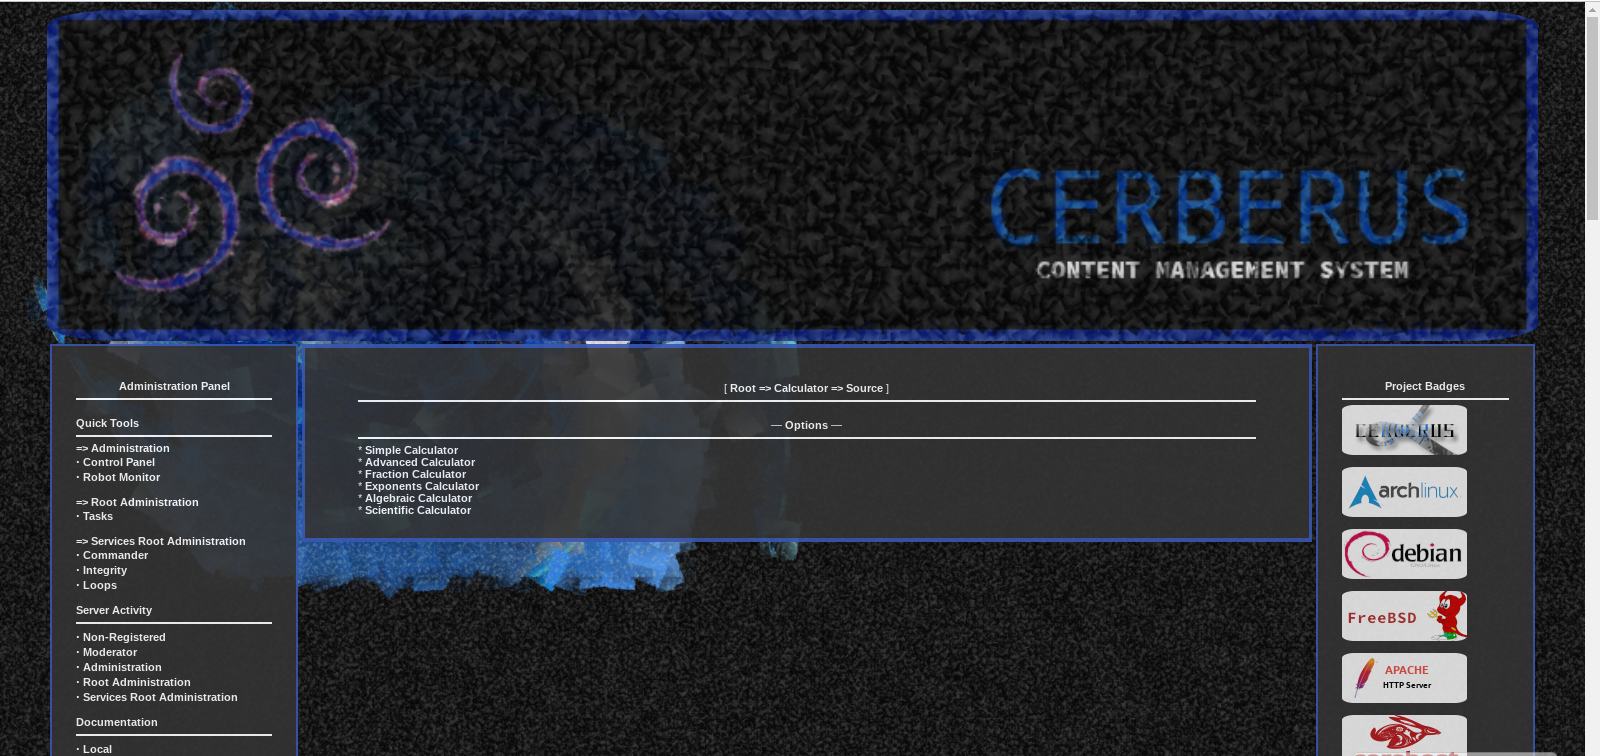 CERBERUS
CONTENT MANAGEMENT SYSTEM
Administration Panel
Quick Tools
=> Administration
· Control Panel
· Robot Monitor
=> Root Administration
· Tasks
=> Services Root Administration
· Commander
· Integrity
· Loops
Server Activity
· Non-Registered
· Moderator
· Administration
· Root Administration
· Services Root Administration
Documentation
· Local
[ Root => Calculator => Source ]
— Options —
* Simple Calculator
* Advanced Calculator
* Fraction Calculator
* Exponents Calculator
* Algebraic Calculator
* Scientific Calculator
Project Badges
CERBERUS
archlinux
debian
FreeBSD
APACHE
HTTP Server